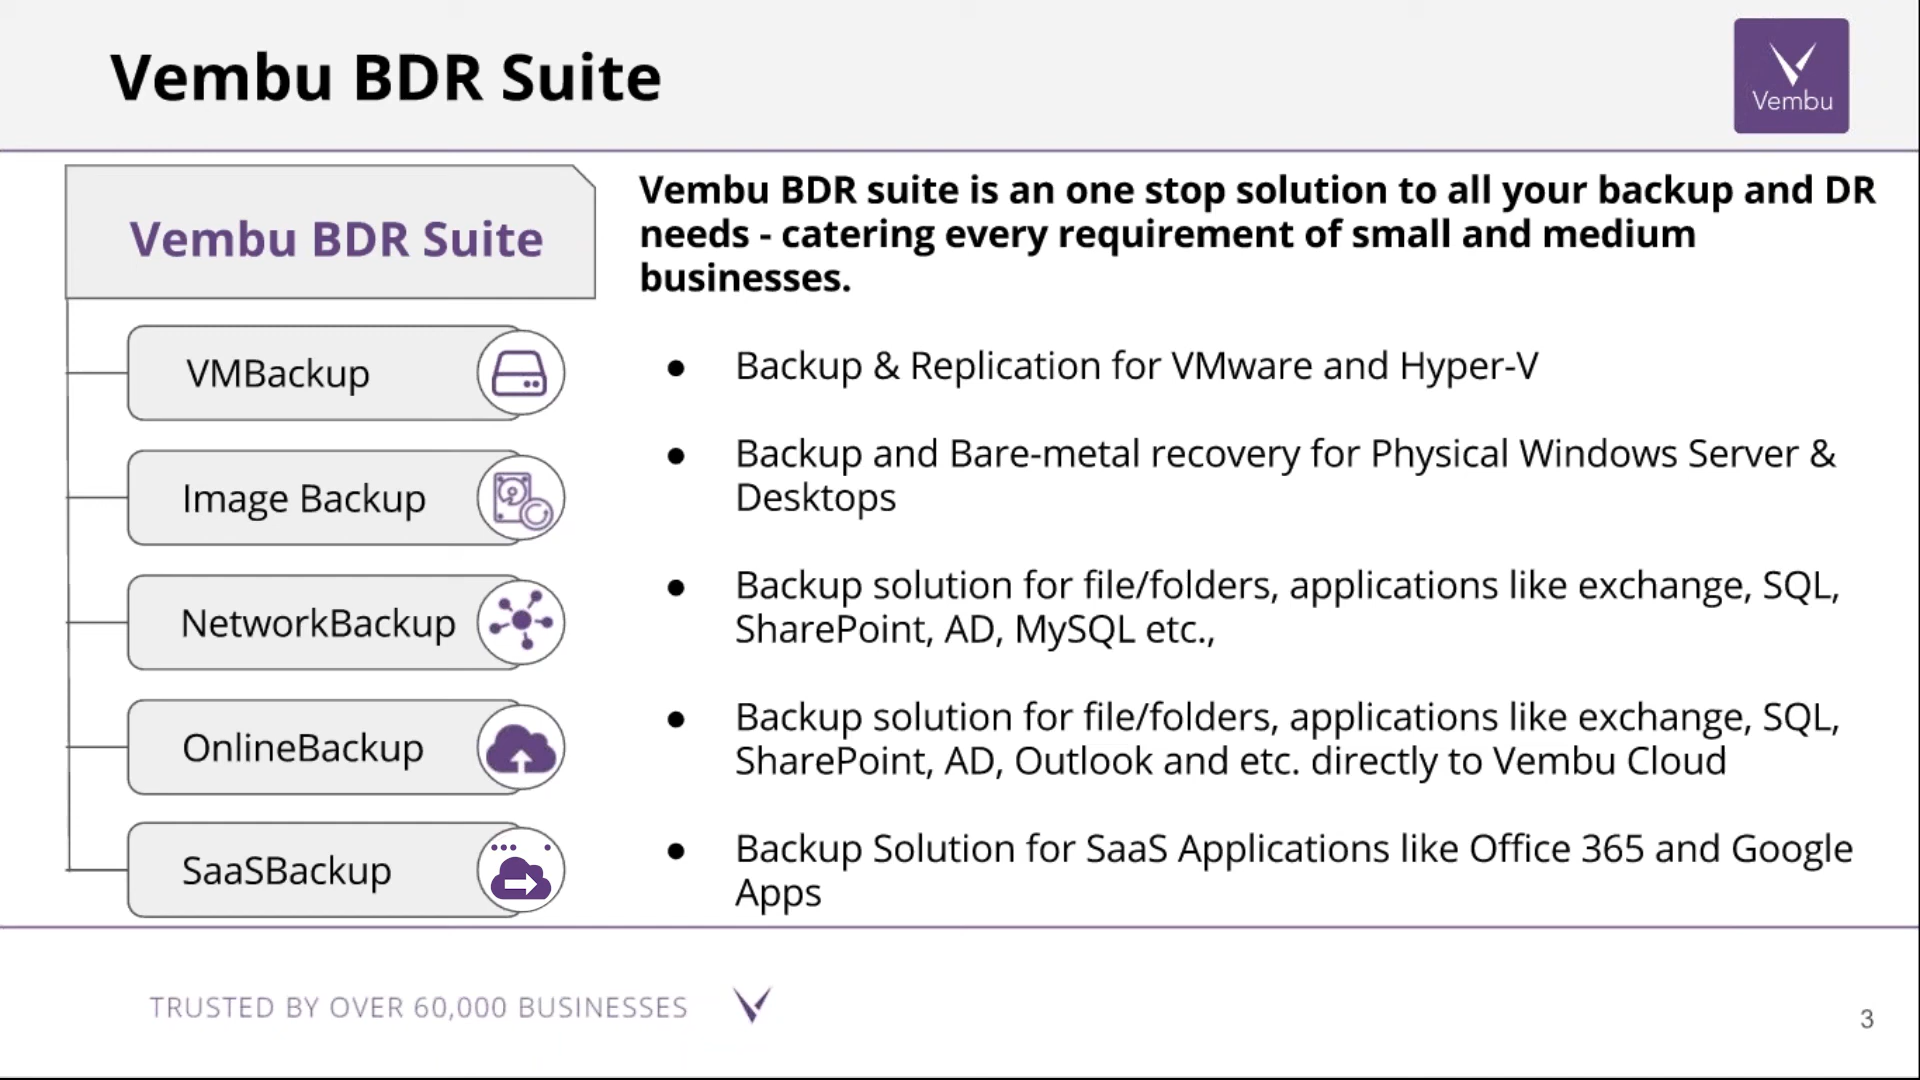 Vembu BDR Suite
Vembu
Vembu BDR Suite
VMBackup
Image Backup
NetworkBackup
OnlineBackup
SaaSBackup
Vembu BDR suite is an one stop solution to all your backup and DR
needs - catering every requirement of small and medium
businesses.
● Backup & Replication for VMware and Hyper-V
● Backup and Bare-metal recovery for Physical Windows Server &
Desktops
● Backup solution for file/folders, applications like exchange, SQL,
SharePoint, AD, MySQL etc.,
● Backup solution for file/folders, applications like exchange, SQL,
SharePoint, AD, Outlook and etc. directly to Vembu Cloud
● Backup Solution for SaaS Applications like Office 365 and Google
Apps
TRUSTED BY OVER 60,000 BUSINESSES
3